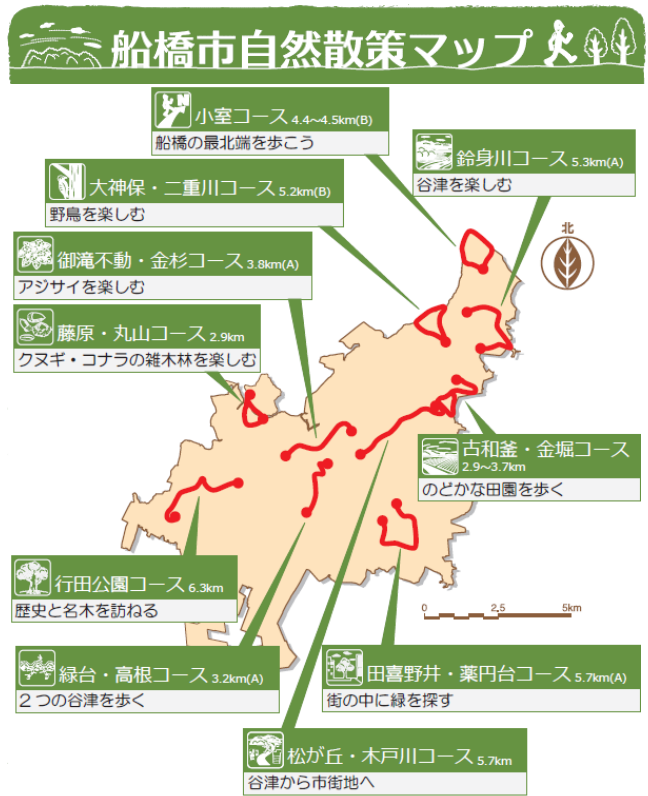 船橋市自然散策マップ
小室コース 4.4~4.5km(B)
船橋の最北端を歩こう
鈴身川コース 5.3km(A)
谷津を楽しむ
大神保・二重川コース 5.2km(B)
野鳥を楽しむ
北
御滝不動・金杉コース 3.8km(A)
アジサイを楽しむ
藤原・丸山コース 2.9km
クヌギ・コナラの雑木林を楽しむ
古和釜・金堀コース
2.9~3.7km
のどかな田園を歩く
行田公園コース 6.3km
歴史と名木を訪ねる
0 2.5 5km
緑台・高根コース 3.2km(A)
2つの谷津を歩く
田喜野井・薬円台コース 5.7km(A)
街の中に緑を探す
松が丘・木戸川コース 5.7km
谷津から市街地へ